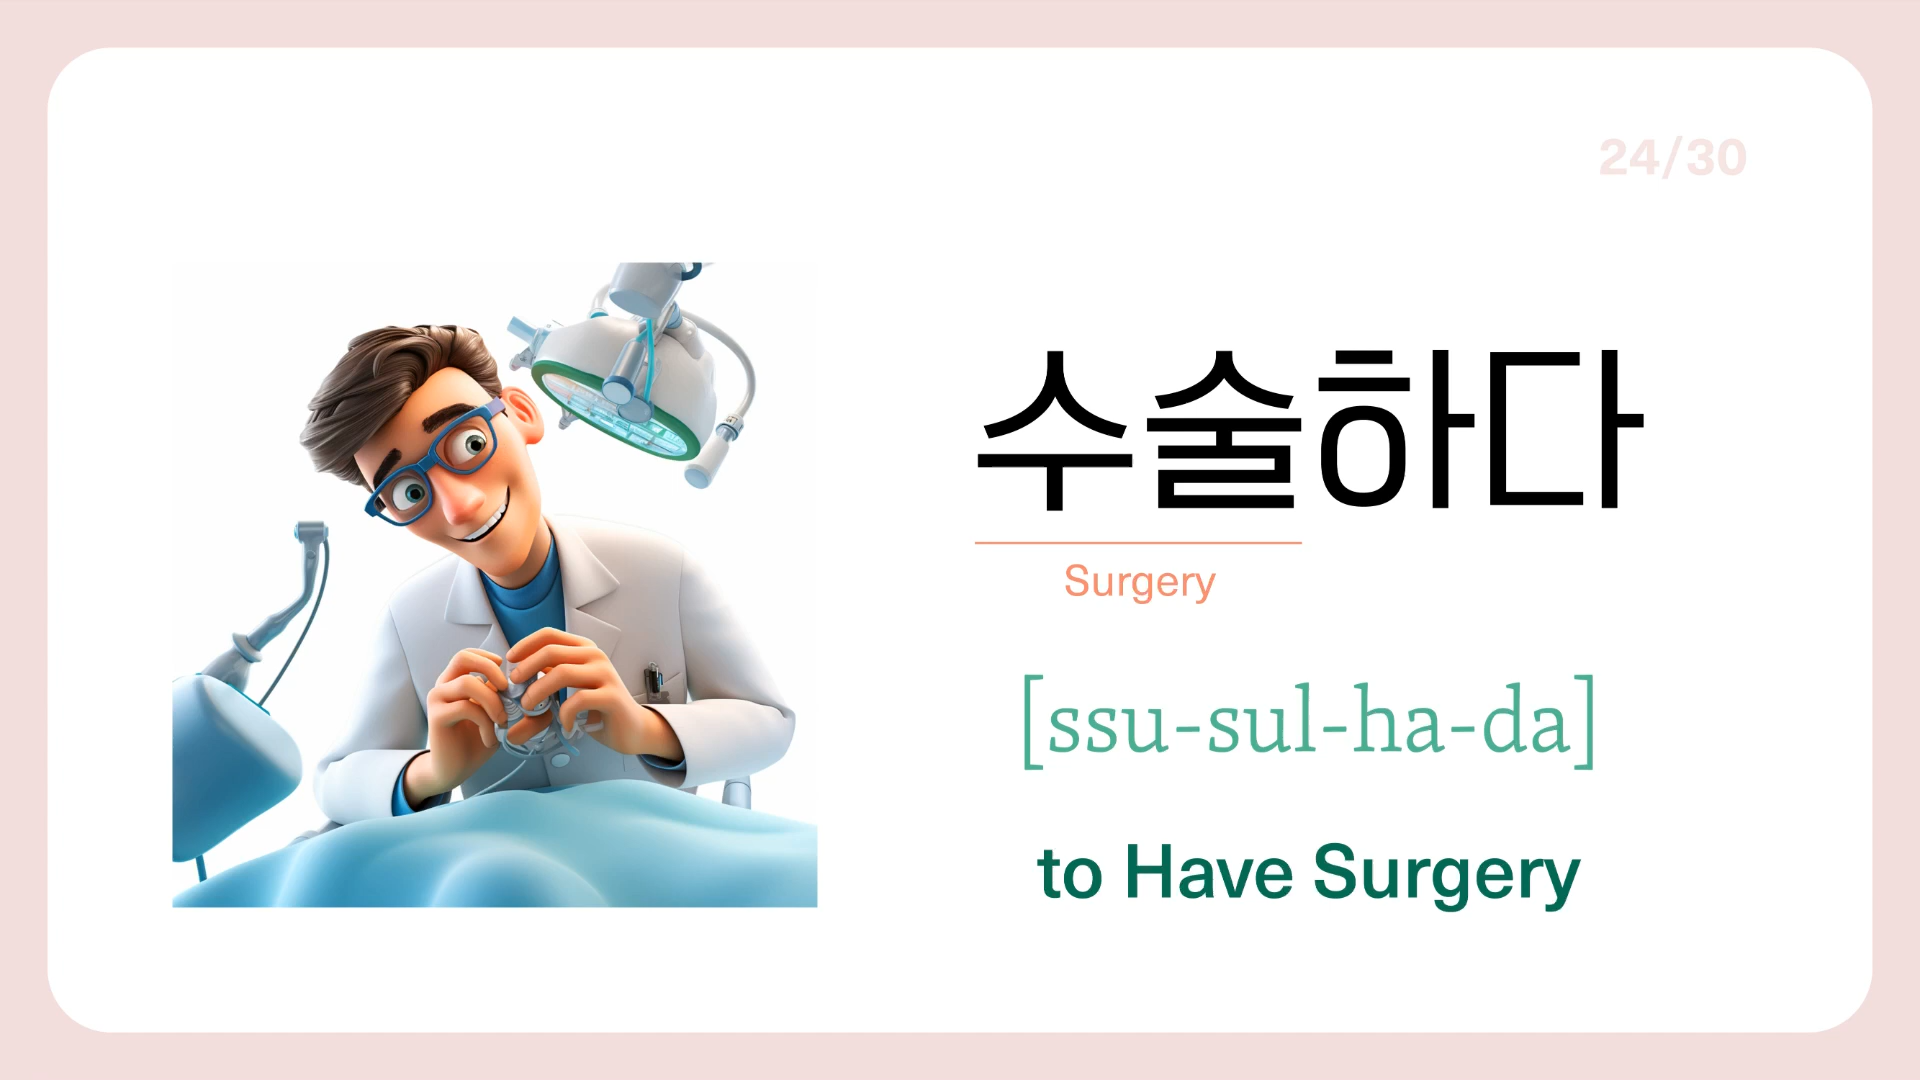 24/30
수술하다
Surgery
[ssu-sul-ha-da]
to Have Surgery